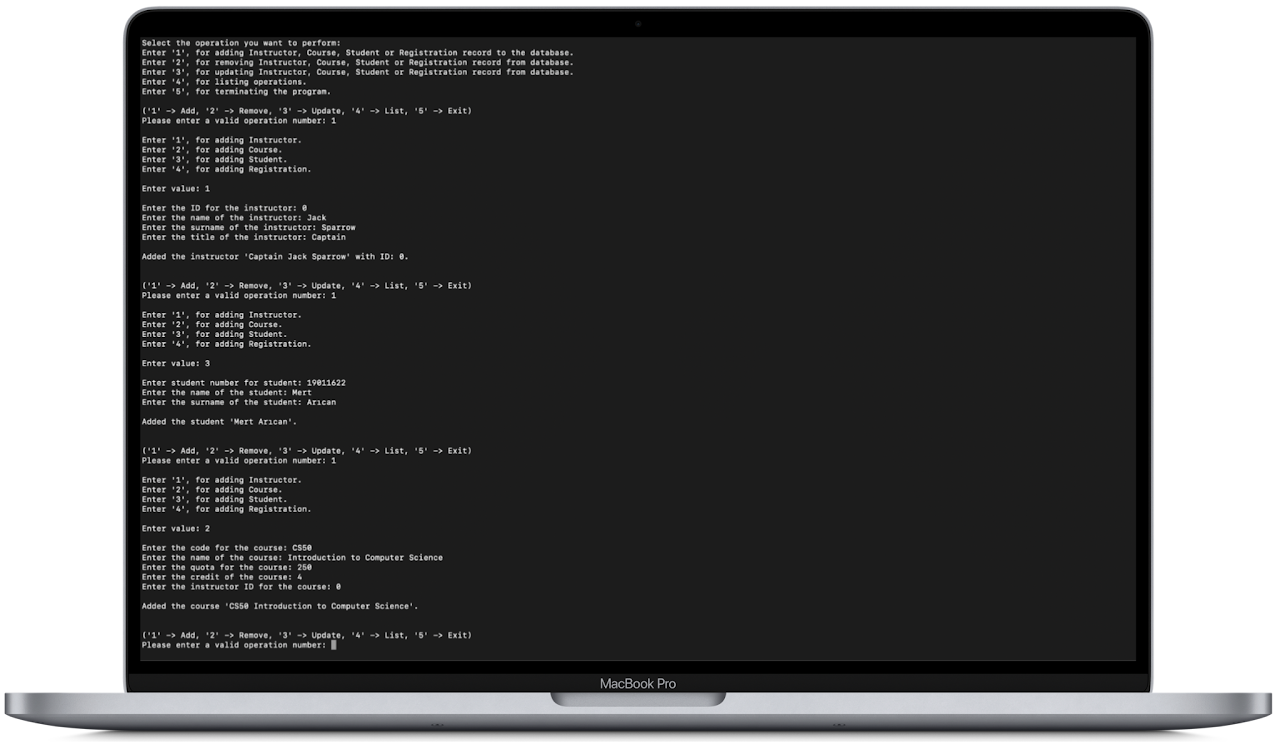 Select the operation you want to perform:
Enter '1', for adding Instructor, Course, Student or Registration record to the database.
Enter '2', for removing Instructor, Course, Student or Registration record from database.
Enter '3', for updating Instructor, Course, Student or Registration record from database.
Enter '4', for listing operations.
Enter '5', for terminating the program.
('1' -> Add, '2' -> Remove, '3' -> Update, '4' -> List, '5' -> Exit)
Please enter a valid operation number: 1
Enter '1', for adding Instructor.
Enter '2', for adding Course.
Enter '3', for adding Student.
Enter '4', for adding Registration.
Enter value: 1
Enter the ID for the instructor: 0
Enter the name of the instructor: Jack
Enter the surname of the instructor: Sparrow
Enter the title of the instructor: Captain
Added the instructor 'Captain Jack Sparrow' with ID: 0.
('1' -> Add, '2' -> Remove, '3' -> Update, '4' -> List, '5' -> Exit)
Please enter a valid operation number: 1
Enter '1', for adding Instructor.
Enter '2', for adding Course.
Enter '3', for adding Student.
Enter '4', for adding Registration.
Enter value: 3
Enter student number for student: 19011622
Enter the name of the student: Mert
Enter the surname of the student: Arıcan
Added the student 'Mert Arıcan'.
('1' -> Add, '2' -> Remove, '3' -> Update, '4' -> List, '5' -> Exit)
Please enter a valid operation number: 1
Enter '1', for adding Instructor.
Enter '2', for adding Course.
Enter '3', for adding Student.
Enter '4', for adding Registration.
Enter value: 2
Enter the code for the course: CS50
Enter the name of the course: Introduction to Computer Science
Enter the quota for the course: 250
Enter the credit of the course: 4
Enter the instructor ID for the course: 0
Added the course 'CS50 Introduction to Computer Science'.
('1' -> Add, '2' -> Remove, '3' -> Update, '4' -> List, '5' -> Exit)
Please enter a valid operation number:
MacBook Pro